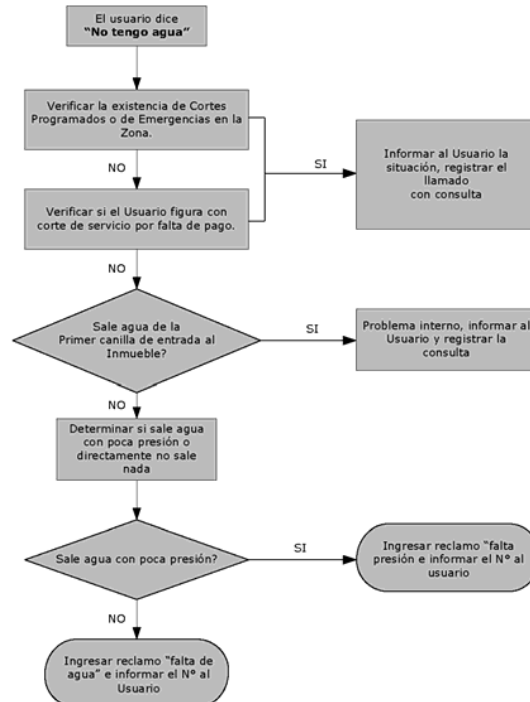 El usuario dice
“No tengo agua”
Verificar la existencia de Cortes
Programados o de Emergencias en la
Zona.
SI
Informar al Usuario la
situación, registrar el
llamado
con consulta
NO
Verificar si el Usuario figura con
corte de servicio por falta de pago.
NO
Sale agua de la
Primer canilla de entrada al
Inmueble?
SI
Problema interno, informar al
Usuario y registrar la
consulta
NO
Determinar si sale agua
con poca presión o
directamente no sale
nada
Sale agua con poca presión?
SI
Ingresar reclamo “falta
presión e informar el N° al
usuario
NO
Ingresar reclamo “falta de
agua” e informar el N° al
Usuario